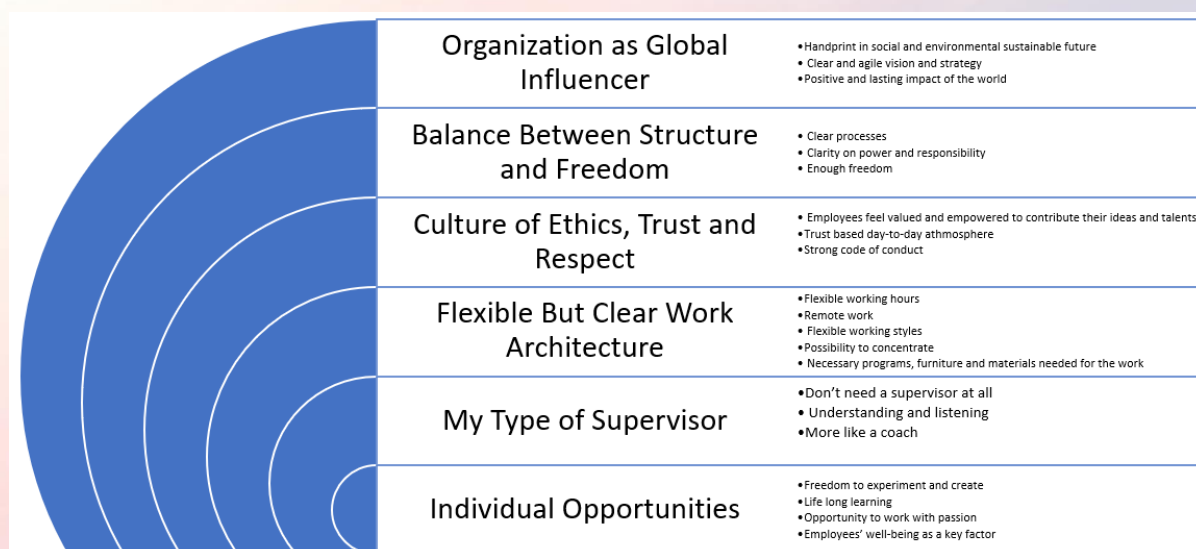 Organization as Global
Influencer
•Handprint in social and environmental sustainable future
• Clear and agile vision and strategy
•Positive and lasting impact of the world
Balance Between Structure
and Freedom
• Clear processes
• Clarity on power and responsibility
• Enough freedom
Culture of Ethics, Trust and
Respect
• Employees feel valued and empowered to contribute their ideas and talents
•Trust based day-to-day athmosphere
•Strong code of conduct
Flexible But Clear Work
Architecture
•Flexible working hours
•Remote work
• Flexible working styles
•Possibility to concentrate
• Necessary programs, furniture and materials needed for the work
My Type of Supervisor
•Don’t need a supervisor at all
• Understanding and listening
•More like a coach
Individual Opportunities
•Freedom to experiment and create
•Life long learning
•Opportunity to work with passion
•Employees’ well-being as a key factor